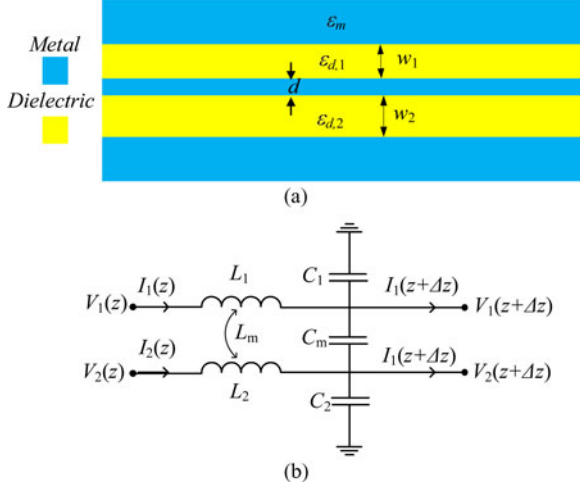 Metal
Dielectric
εm
εd,1
w1
d
εd,2
w2
(a)
C1
L1
I1(z)
I1(z+Δz)
V1(z)
V1(z+Δz)
Lm
Cm
I2(z)
I1(z+Δz)
V2(z)
V2(z+Δz)
L2
C2
(b)